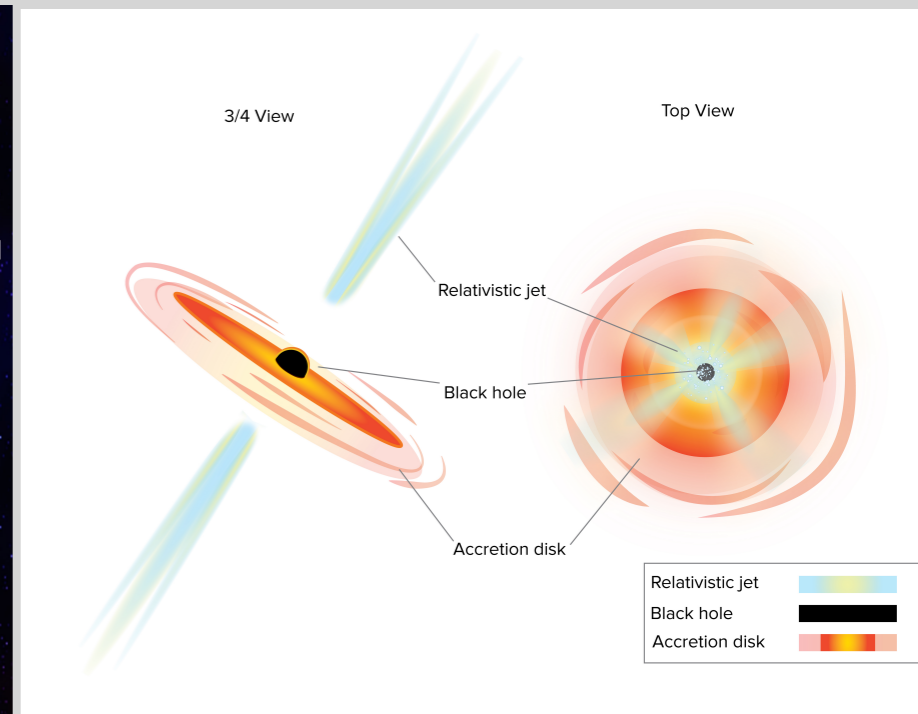 3/4 View
Top View
Relativistic jet
Black hole
Accretion disk
Relativistic jet
Black hole
Accretion disk